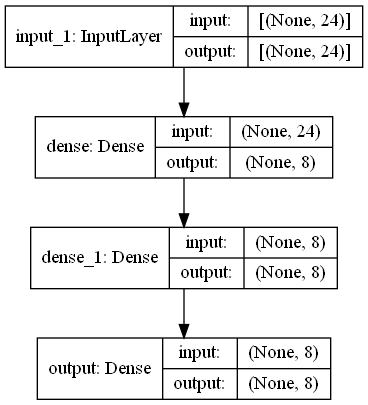 input_1: InputLayer
input: [(None, 24)]
output: [(None, 24)]
dense: Dense
input: (None, 24)
output: (None, 8)
dense_1: Dense
input: (None, 8)
output: (None, 8)
output: Dense
input: (None, 8)
output: (None, 8)